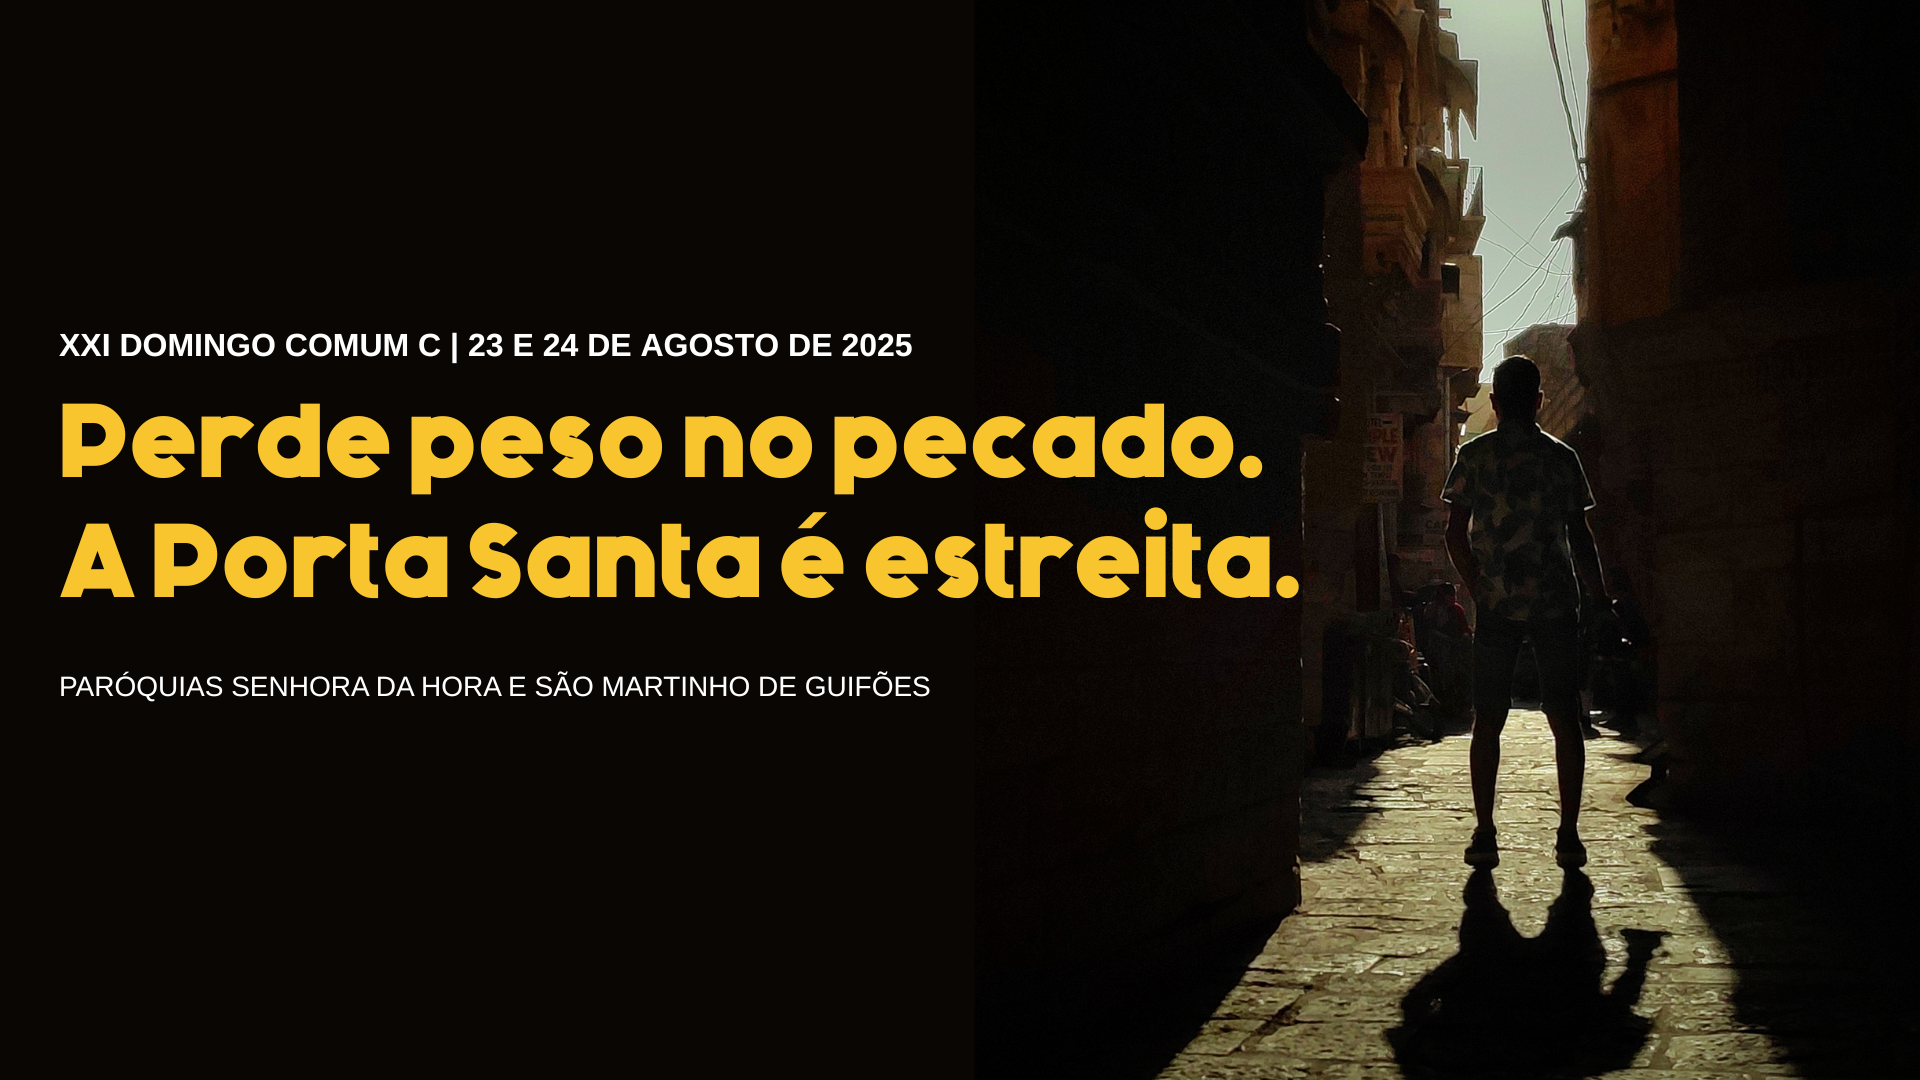 XXI DOMINGO COMUM C | 23 E 24 DE AGOSTO DE 2025
Perde peso no pecado.
A Porta Santa é estreita.
PARÓQUIAS SENHORA DA HORA E SÃO MARTINHO DE GUIFÕES